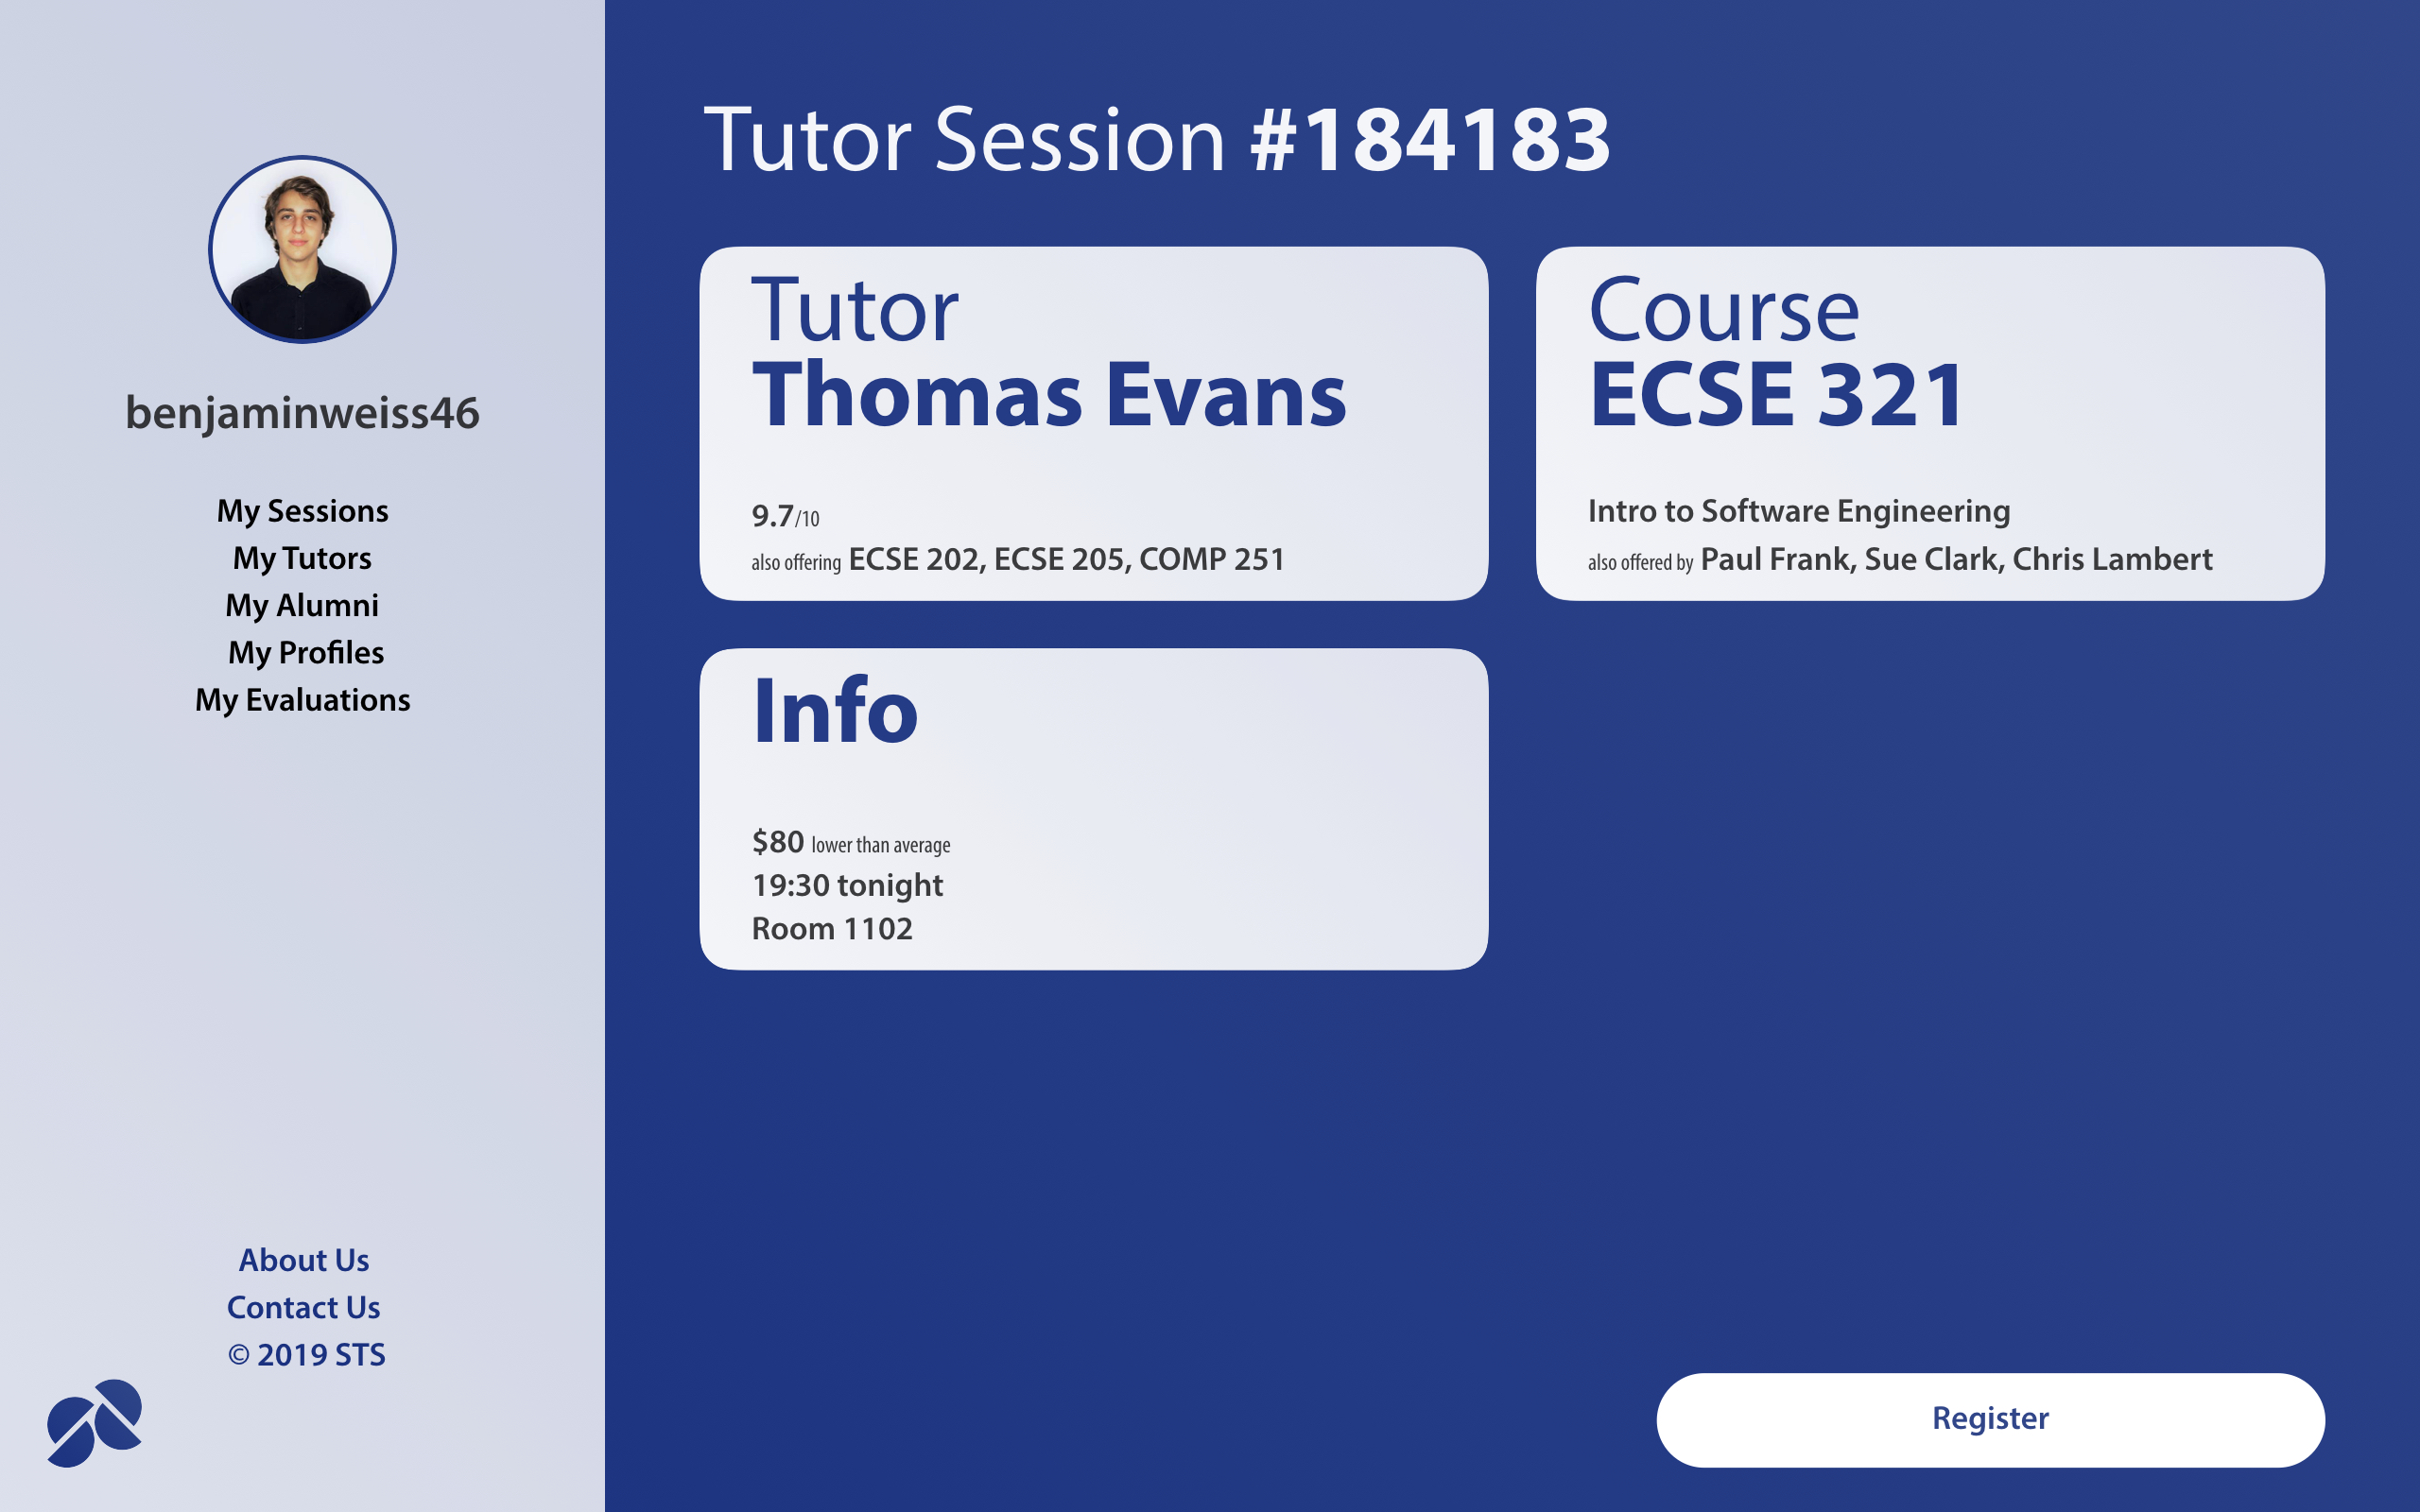 benjaminweiss46
My Sessions
My Tutors
My Alumni
My Profiles
My Evaluations
About Us
Contact Us
© 2019 STS
Tutor Session #184183
Tutor
Thomas Evans
9.7/10
also offering ECSE 202, ECSE 205, COMP 251
Course
ECSE 321
Intro to Software Engineering
also offered by Paul Frank, Sue Clark, Chris Lambert
Info
$80 lower than average
19:30 tonight
Room 1102
Register